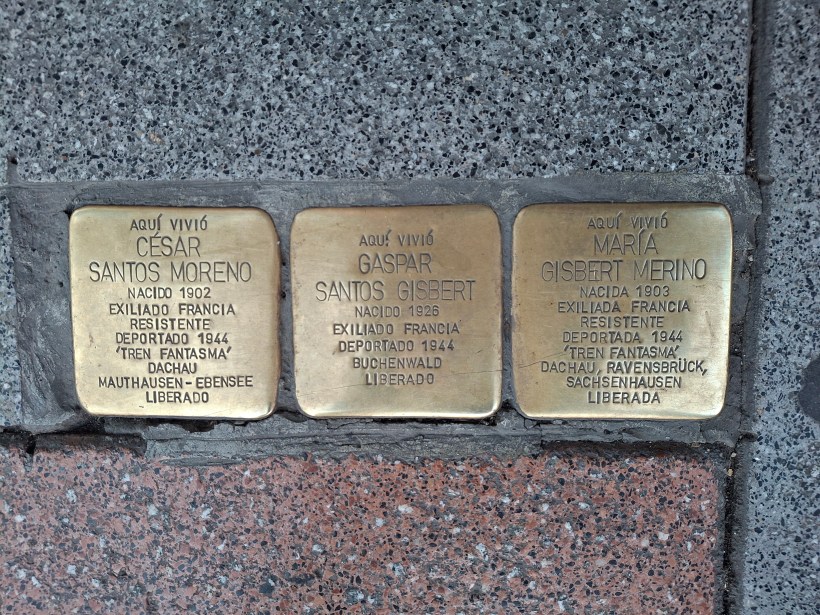 AQUÍ VIVIÓ
CÉSAR
SANTOS MORENO
NACIDO 1902
EXILIADO FRANCIA
RESISTENTE
DEPORTADO 1944
'TREN FANTASMA'
DACHAU
MAUTHAUSEN-EBENSEE
LIBERADO
AQUÍ VIVIÓ
GASPAR
SANTOS GISBERT
NACIDO 1926
EXILIADO FRANCIA
DEPORTADO 1944
BUCHENWALD
LIBERADO
AQUÍ VIVIÓ
MARÍA
GISBERT MERINO
NACIDA 1903
EXILIADA FRANCIA
RESISTENTE
DEPORTADA 1944
'TREN FANTASMA'
DACHAU, RAVENSBRÜCK,
SACHSENHAUSEN
LIBERADA